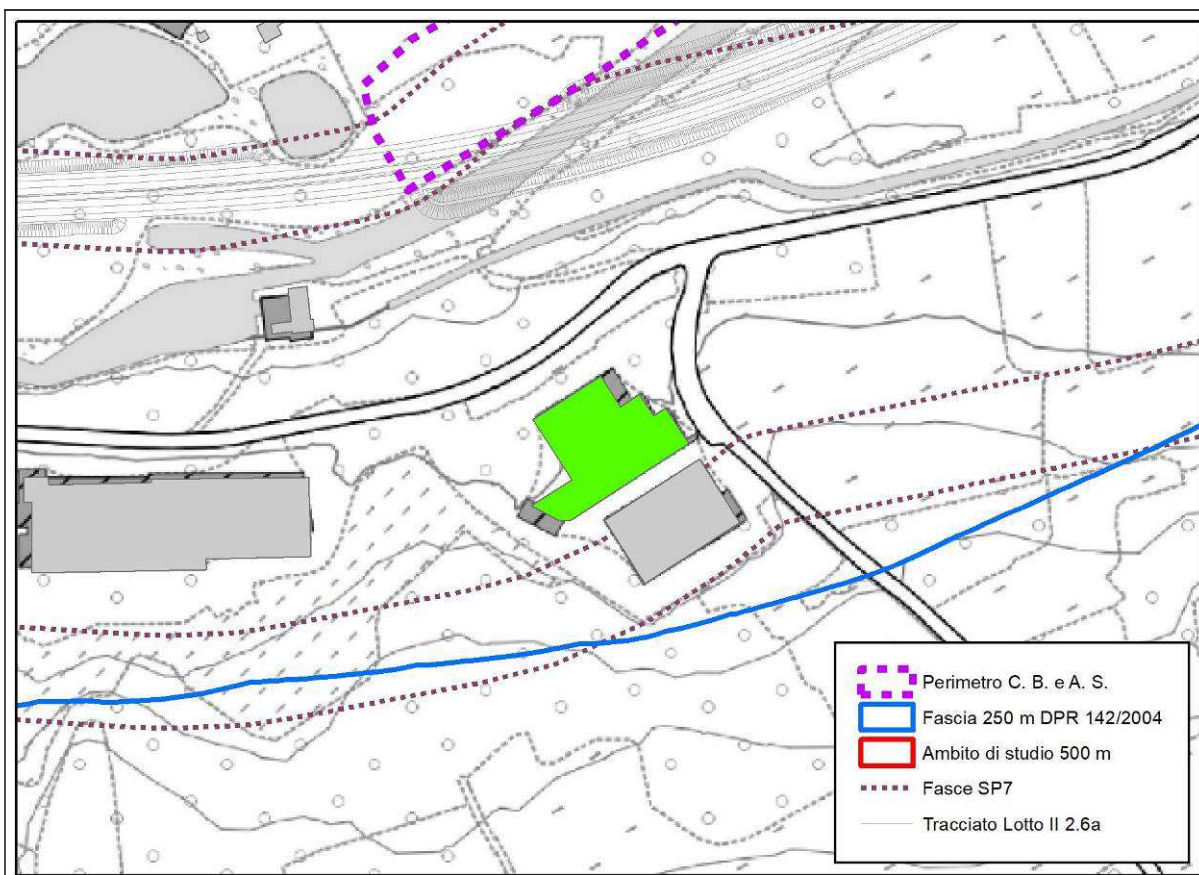 Perimetro C. B. e A. S.
Fascia 250 m DPR 142/2004
Ambito di studio 500 m
Fasce SP7
Tracciato Lotto II 2.6a